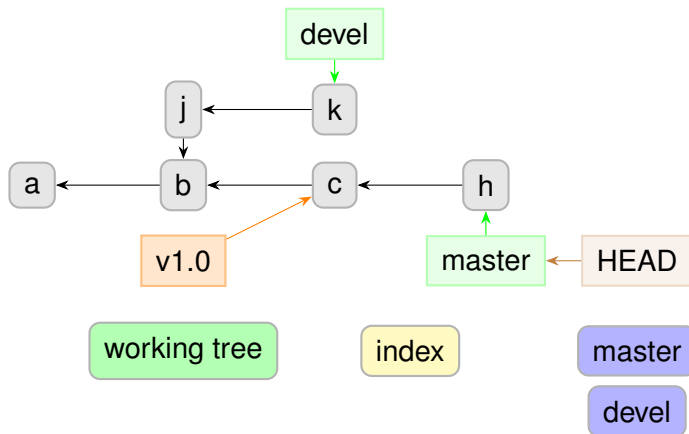 devel
j
k
a
b
c
h
v1.0
master
HEAD
working tree
index
master
devel